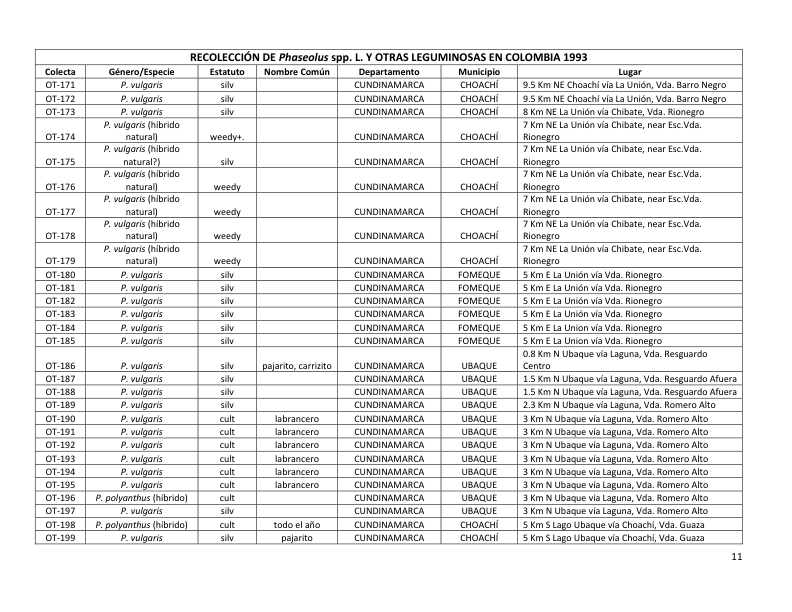 RECOLECCIÓN DE Phaseolus spp. L. Y OTRAS LEGUMINOSAS EN COLOMBIA 1993
Colecta Género/Especie Estatuto Nombre Común Departamento Municipio Lugar
OT-171 P. vulgaris silv CUNDINAMARCA CHOACHÍ 9.5 Km NE Choachí vía La Unión, Vda. Barro Negro
OT-172 P. vulgaris silv CUNDINAMARCA CHOACHÍ 9.5 Km NE Choachí vía La Unión, Vda. Barro Negro
OT-173 P. vulgaris silv CUNDINAMARCA CHOACHÍ 8 Km NE La Unión vía Chibate, Vda. Rionegro
P. vulgaris (híbrido 7 Km NE La Unión vía Chibate, near Esc.Vda.
OT-174 natural) weedy+. CUNDINAMARCA CHOACHÍ Rionegro
P. vulgaris (híbrido 7 Km NE La Unión vía Chibate, near Esc.Vda.
OT-175 natural?) silv CUNDINAMARCA CHOACHÍ Rionegro
P. vulgaris (híbrido 7 Km NE La Unión vía Chibate, near Esc.Vda.
OT-176 natural) weedy CUNDINAMARCA CHOACHÍ Rionegro
P. vulgaris (híbrido 7 Km NE La Unión vía Chibate, near Esc.Vda.
OT-177 natural) weedy CUNDINAMARCA CHOACHÍ Rionegro
P. vulgaris (híbrido 7 Km NE La Unión vía Chibate, near Esc.Vda.
OT-178 natural) weedy CUNDINAMARCA CHOACHÍ Rionegro
P. vulgaris (híbrido 7 Km NE La Unión vía Chibate, near Esc.Vda.
OT-179 natural) weedy CUNDINAMARCA CHOACHÍ Rionegro
OT-180 P. vulgaris silv CUNDINAMARCA FOMEQUE 5 Km E La Unión vía Vda. Rionegro
OT-181 P. vulgaris silv CUNDINAMARCA FOMEQUE 5 Km E La Unión vía Vda. Rionegro
OT-182 P. vulgaris silv CUNDINAMARCA FOMEQUE 5 Km E La Unión vía Vda. Rionegro
OT-183 P. vulgaris silv CUNDINAMARCA FOMEQUE 5 Km E La Unión vía Vda. Rionegro
OT-184 P. vulgaris silv CUNDINAMARCA FOMEQUE 5 Km E La Union vía Vda. Rionegro
OT-185 P. vulgaris silv CUNDINAMARCA FOMEQUE 5 Km E La Union vía Vda. Rionegro
0.8 Km N Ubaque vía Laguna, Vda. Resguardo
OT-186 P. vulgaris silv pajarito, carrizito CUNDINAMARCA UBAQUE Centro
OT-187 P. vulgaris silv CUNDINAMARCA UBAQUE 1.5 Km N Ubaque vía Laguna, Vda. Resguardo Afuera
OT-188 P. vulgaris silv CUNDINAMARCA UBAQUE 1.5 Km N Ubaque vía Laguna, Vda. Resguardo Afuera
OT-189 P. vulgaris silv CUNDINAMARCA UBAQUE 2.3 Km N Ubaque vía Laguna, Vda. Romero Alto
OT-190 P. vulgaris cult labrancero CUNDINAMARCA UBAQUE 3 Km N Ubaque vía Laguna, Vda. Romero Alto
OT-191 P. vulgaris cult labrancero CUNDINAMARCA UBAQUE 3 Km N Ubaque vía Laguna, Vda. Romero Alto
OT-192 P. vulgaris cult labrancero CUNDINAMARCA UBAQUE 3 Km N Ubaque vía Laguna, Vda. Romero Alto
OT-193 P. vulgaris cult labrancero CUNDINAMARCA UBAQUE 3 Km N Ubaque vía Laguna, Vda. Romero Alto
OT-194 P. vulgaris cult labrancero CUNDINAMARCA UBAQUE 3 Km N Ubaque vía Laguna, Vda. Romero Alto
OT-195 P. vulgaris cult labrancero CUNDINAMARCA UBAQUE 3 Km N Ubaque vía Laguna, Vda. Romero Alto
OT-196 P. polyanthus (híbrido) cult CUNDINAMARCA UBAQUE 3 Km N Ubaque vía Laguna, Vda. Romero Alto
OT-197 P. vulgaris silv CUNDINAMARCA UBAQUE 3 Km N Ubaque vía Laguna, Vda. Romero Alto
OT-198 P. polyanthus (híbrido) cult todo el año CUNDINAMARCA CHOACHÍ 5 Km S Lago Ubaque vía Choachí, Vda. Guaza
OT-199 P. vulgaris silv pajarito CUNDINAMARCA CHOACHÍ 5 Km S Lago Ubaque vía Choachí, Vda. Guaza
11